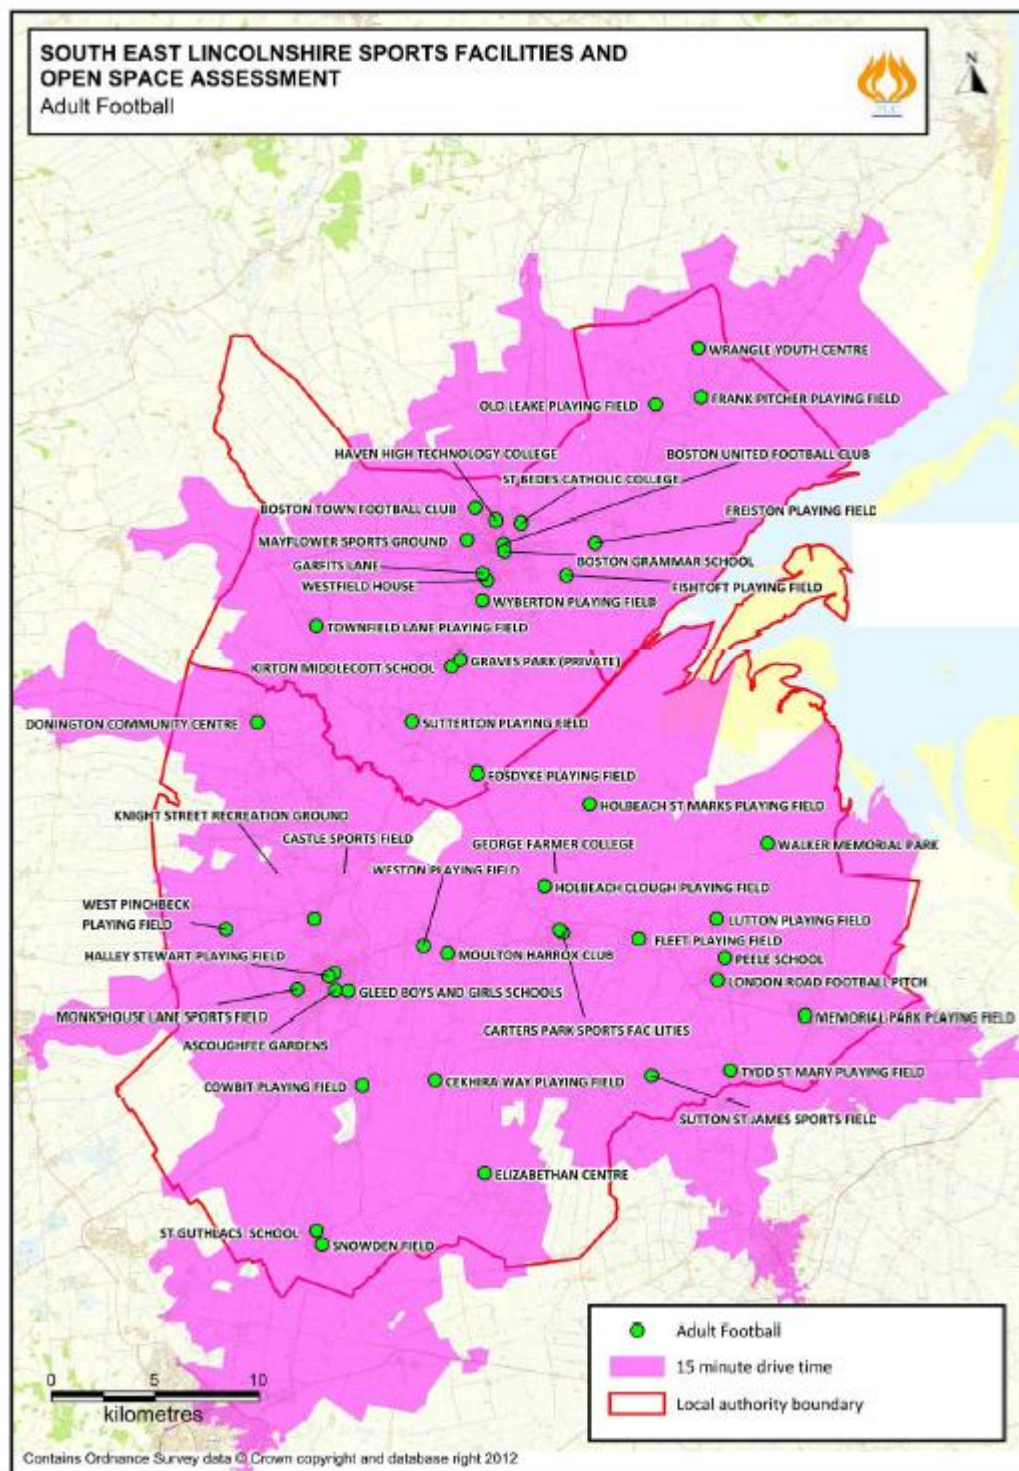 SOUTH EAST LINCOLNSHIRE SPORTS FACILITIES AND
OPEN SPACE ASSESSMENT
Adult Football
N
WRANGLE YOUTH CENTRE
FRANK PITCHER PLAYING FIELD
OLD LEAKE PLAYING FIELD
HAVEN HIGH TECHNOLOGY COLLEGE
BOSTON UNITED FOOTBALL CLUB
ST BEDES CATHOLIC COLLEGE
BOSTON TOWN FOOTBALL CLUB
FREISTON PLAYING FIELD
MAYFLOWER SPORTS GROUND
BOSTON GRAMMAR SCHOOL
GARFITS LANE
WESTFIELD HOUSE
FISHTOFT PLAYING FIELD
WYBERTON PLAYING FIELD
TOWNFIELD LANE PLAYING FIELD
KIRTON MIDDLECOTT SCHOOL
GRAVES PARK (PRIVATE)
DONINGTON COMMUNITY CENTRE
SUTTERTON PLAYING FIELD
FOSDYKE PLAYING FIELD
HOLBEACH ST MARKS PLAYING FIELD
KNIGHT STREET RECREATION GROUND
CASTLE SPORTS FIELD
GEORGE FARMER COLLEGE
WALKER MEMORIAL PARK
WESTON PLAYING FIELD
HOLBEACH CLOUGH PLAYING FIELD
WEST PINCHBECK
PLAYING FIELD
LUTTON PLAYING FIELD
FLEET PLAYING FIELD
HALLEY STEWART PLAYING FIELD
MOULTON HARROX CLUB
PEELE SCHOOL
LONDON ROAD FOOTBALL PITCH
GLEED BOYS AND GIRLS SCHOOLS
MONKSHOUSE LANE SPORTS FIELD
MEMORIAL PARK PLAYING FIELD
CARTERS PARK SPORTS FACILITIES
ASCOUGHFEE GARDENS
COWBIT PLAYING FIELD
CEKHIRA WAY PLAYING FIELD
TYDD ST MARY PLAYING FIELD
SUTTON ST JAMES SPORTS FIELD
ELIZABETHAN CENTRE
ST GUTHLACS SCHOOL
SNOWDEN FIELD
Adult Football
15 minute drive time
Local authority boundary
0 5 10
kilometres
Contains Ordnance Survey data © Crown copyright and database right 2012